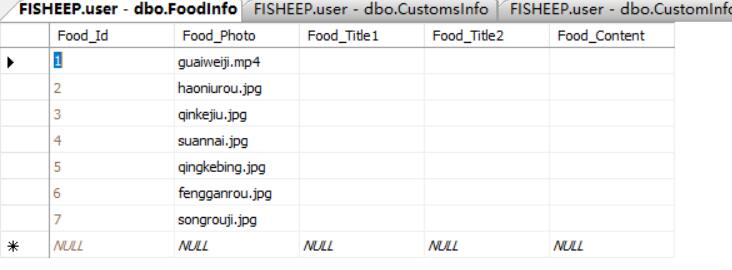 FISHEEP.user - dbo.FoodInfo FISHEEP.user - dbo.CustomsInfo FISHEEP.user - dbo.CustomInfo
Food_Id Food_Photo Food_Title1 Food_Title2 Food_Content
1 guaiweiji.mp4
2 haoniurou.jpg
3 qinkejiu.jpg
4 suannai.jpg
5 qingkebing.jpg
6 fengganrou.jpg
7 songrouji.jpg
NULL NULL NULL NULL NULL